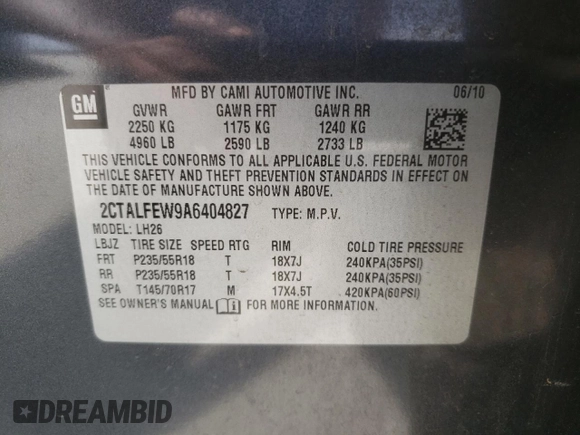 GM
MFD BY CAMI AUTOMOTIVE INC. 06/10
GVWR GAWR FRT GAWR RR
2250 KG 1175 KG 1240 KG
4960 LB 2590 LB 2733 LB
THIS VEHICLE CONFORMS TO ALL APPLICABLE U.S. FEDERAL MOTOR
VEHICLE SAFETY AND THEFT PREVENTION STANDARDS IN EFFECT ON
THE DATE OF MANUFACTURE SHOWN ABOVE.
2CTALFEW9A6404827 TYPE: M.P.V.
MODEL: LH26
LBJZ TIRE SIZE SPEED RTG RIM COLD TIRE PRESSURE
FRT P235/55R18 T 18X7J 240KPA(35PSI)
RR P235/55R18 T 18X7J 240KPA(35PSI)
SPA T145/70R17 M 17X4.5T 420KPA(60PSI)
SEE OWNER'S MANUAL FOR MORE INFORMATION.
DREAMBID